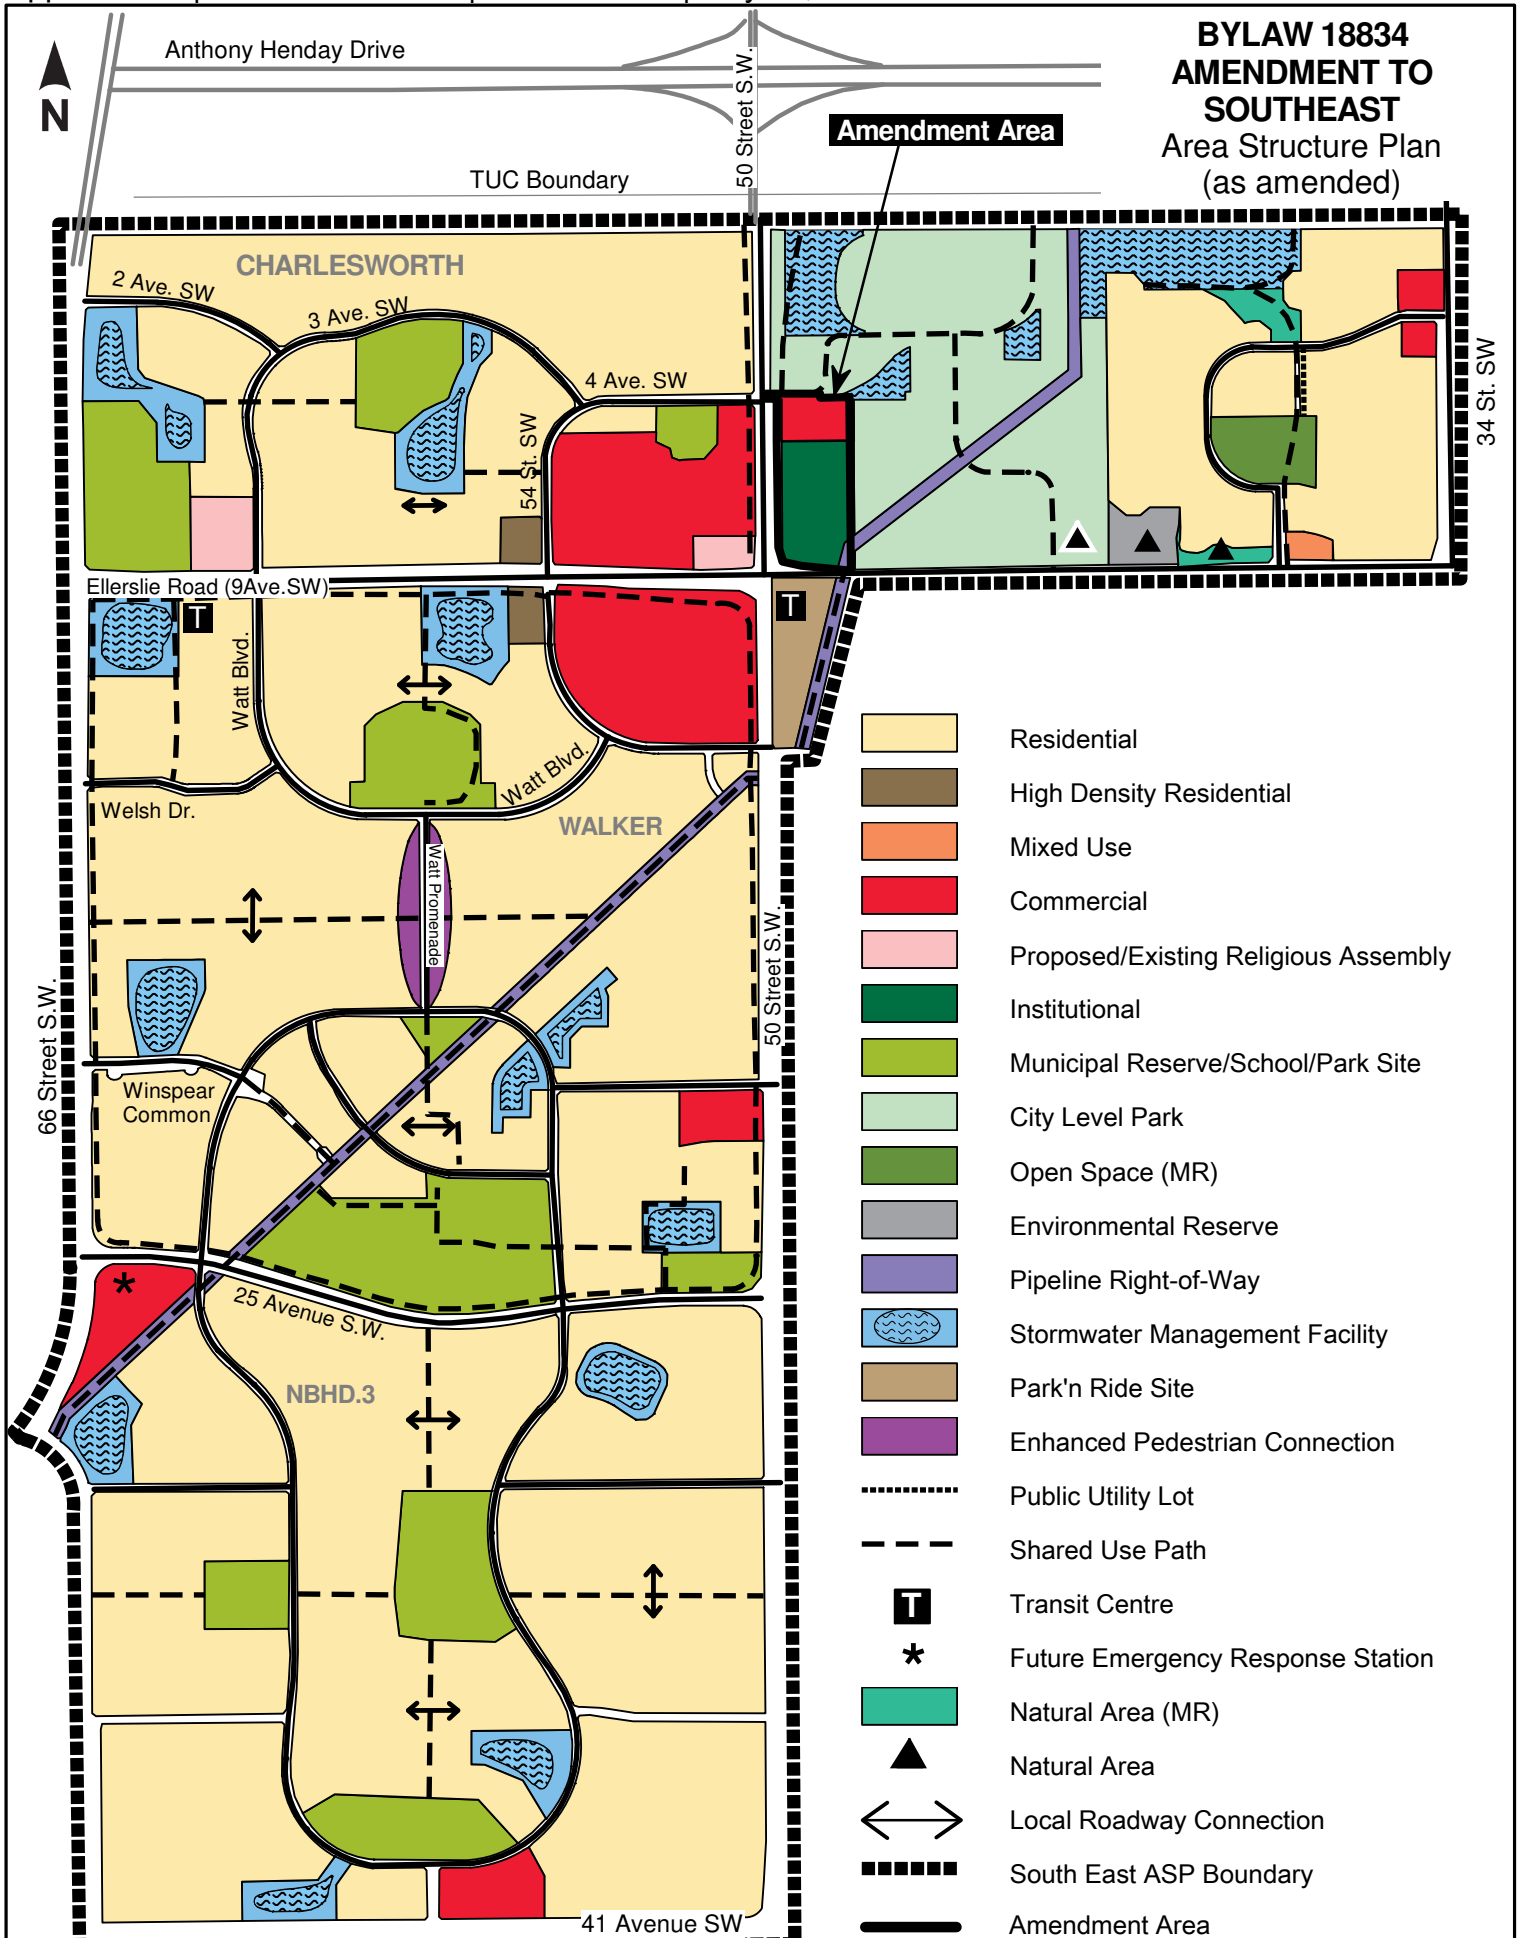 BYLAW 18834
AMENDMENT TO
SOUTHEAST
Area Structure Plan
(as amended)
Anthony Henday Drive
N
50 Street S.W.
Amendment Area
TUC Boundary
CHARLESWORTH
2 Ave. SW
3 Ave. SW
4 Ave. SW
54 St. SW
34 St. SW
Ellerslie Road (9Ave.SW)
T
T
Watt Blvd.
Watt Blvd.
Welsh Dr.
WALKER
Watt Promenade
50 Street S.W.
66 Street S.W.
Winspear
Common
*
25 Avenue S.W.
NBHD.3
41 Avenue SW
Residential
High Density Residential
Mixed Use
Commercial
Proposed/Existing Religious Assembly
Institutional
Municipal Reserve/School/Park Site
City Level Park
Open Space (MR)
Environmental Reserve
Pipeline Right-of-Way
Stormwater Management Facility
Park'n Ride Site
Enhanced Pedestrian Connection
Public Utility Lot
Shared Use Path
T Transit Centre
* Future Emergency Response Station
Natural Area (MR)
Natural Area
Local Roadway Connection
South East ASP Boundary
Amendment Area